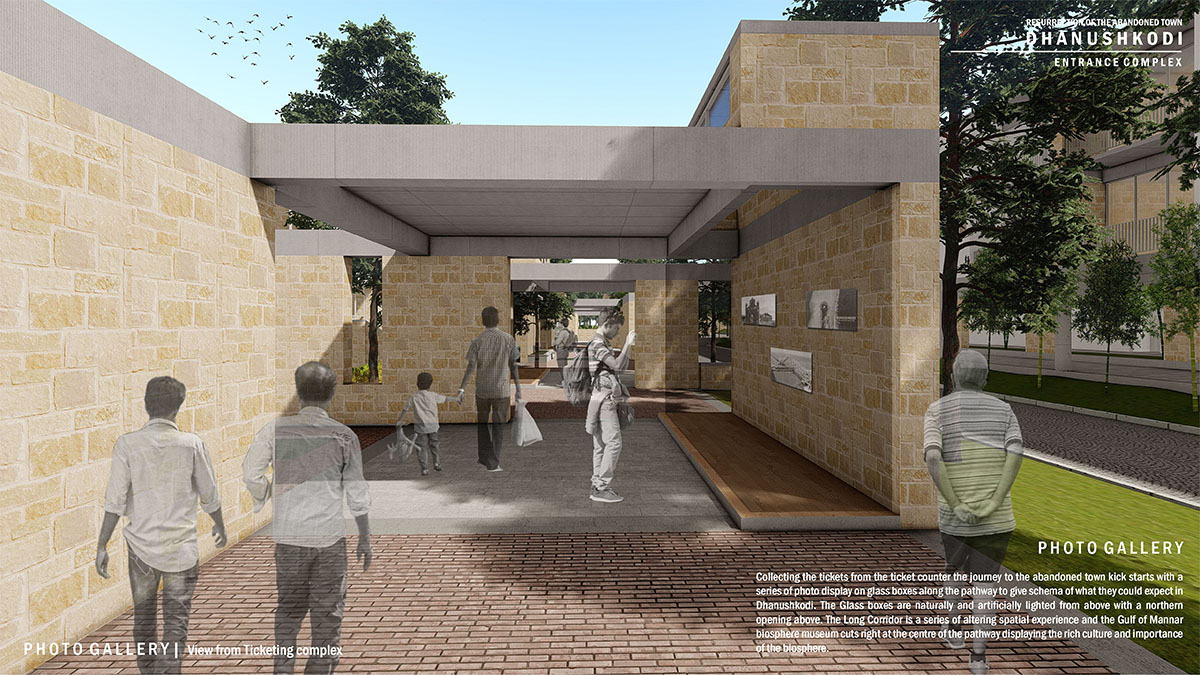 RESURRECTION OF THE ABANDONED TOWN
DHANUSHKODI
ENTRANCE COMPLEX
PHOTO GALLERY
Collecting the tickets from the ticket counter the journey to the abandoned town kick starts with a
series of photo display on glass boxes along the pathway to give schema of what they could expect in
Dhanushkodi. The Glass boxes are naturally and artificially lighted from above with a northern
opening above. The Long Corridor is a series of altering spatial experience and the Gulf of Mannar
biosphere museum cuts right at the centre of the pathway displaying the rich culture and importance
of the biosphere.
PHOTO GALLERY | View from Ticketing complex